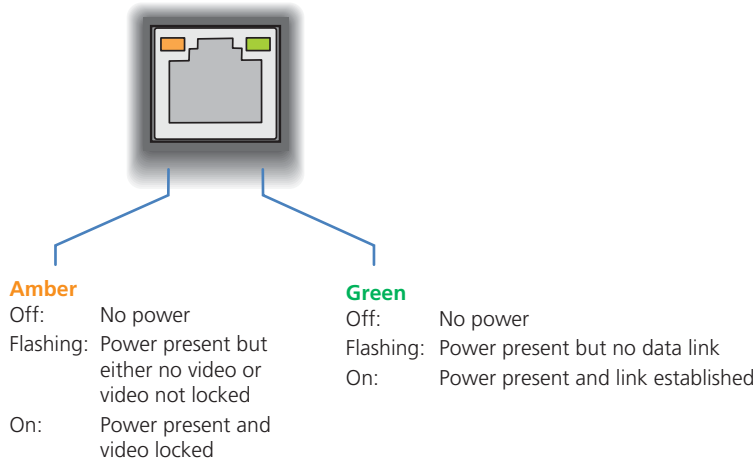 Amber
Off: No power
Flashing: Power present but
either no video or
video not locked
On: Power present and
video locked
Green
Off: No power
Flashing: Power present but no data link
On: Power present and link established